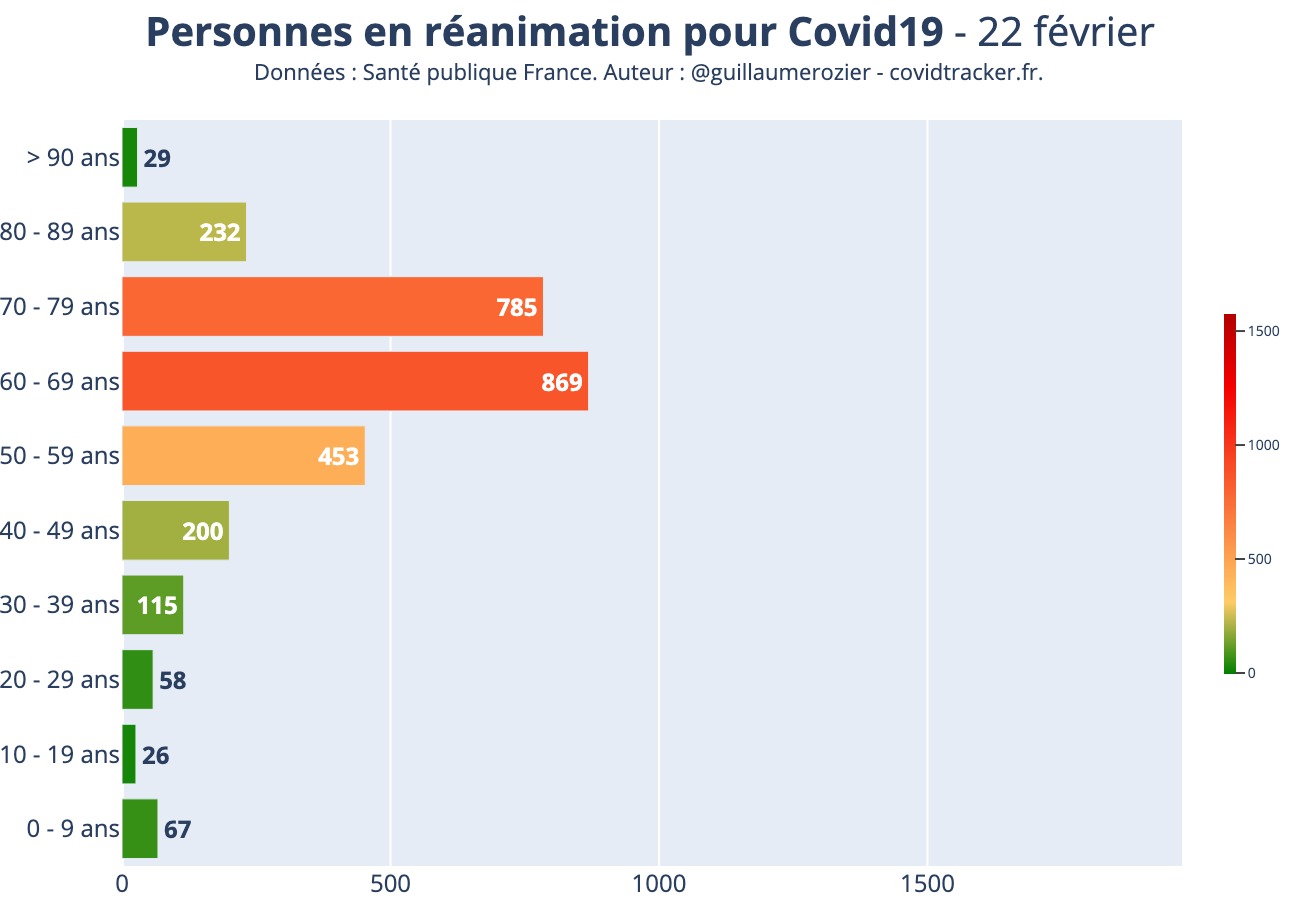 Personnes en réanimation pour Covid19 - 22 février
Données : Santé publique France. Auteur : @guillaumerozier - covidtracker.fr.
> 90 ans 29
80 - 89 ans 232
70 - 79 ans 785
60 - 69 ans 869
50 - 59 ans 453
40 - 49 ans 200
30 - 39 ans 115
20 - 29 ans 58
10 - 19 ans 26
0 - 9 ans 67
0 500 1000 1500
1500
1000
500
0